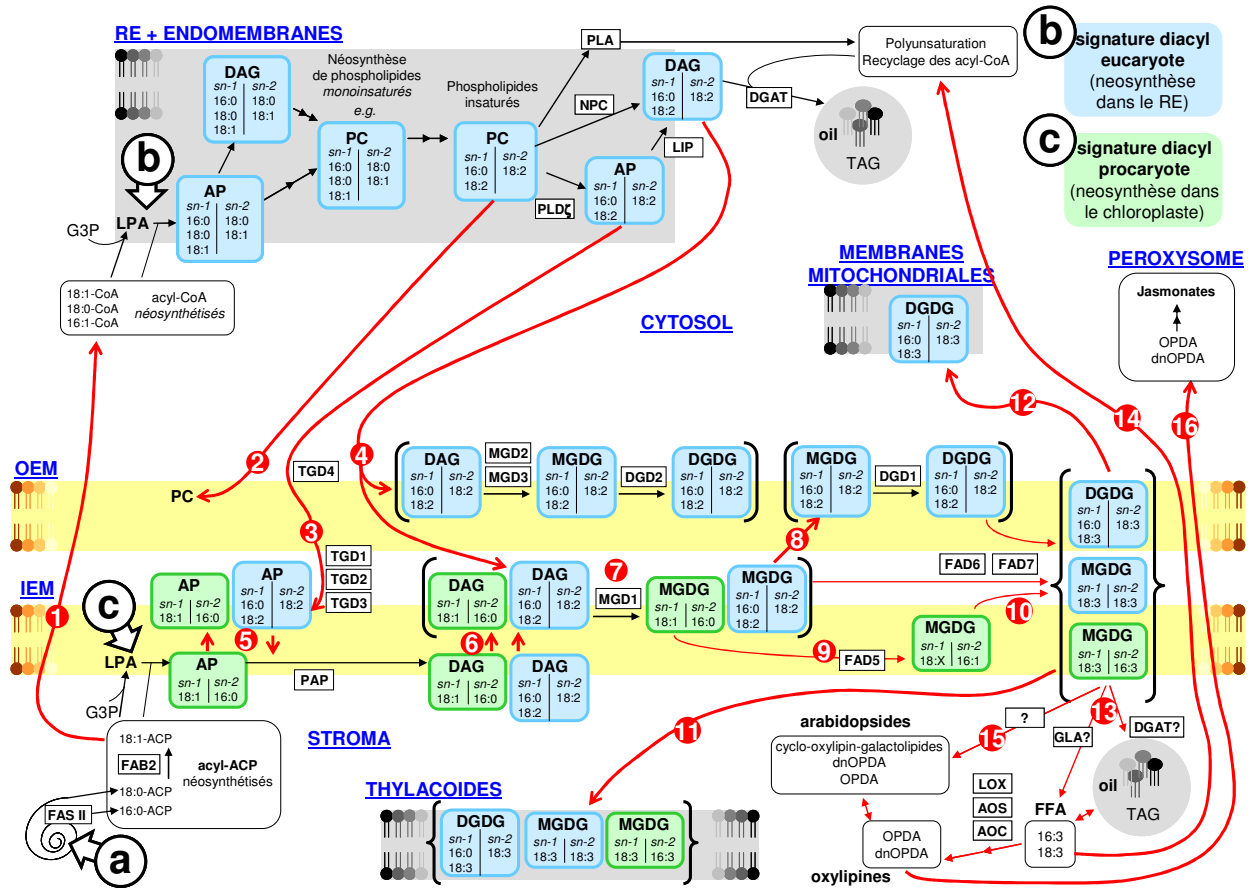 RE + ENDOMEMBRANES
DAG
sn-1 sn-2
16:0 18:0
18:0 18:1
18:1
Néosynthèse
de phospholipides
monoinsaturés
e.g.
PC
sn-1 sn-2
16:0 18:0
18:0 18:1
18:1
Phospholipides
insaturés
PC
sn-1 sn-2
16:0 18:2
18:2
PLA
NPC
DAG
sn-1 sn-2
16:0 18:2
18:2
LIP
AP
sn-1 sn-2
16:0 18:2
18:2
PLDζ
DGAT
Polyunsaturation
Recyclage des acyl-CoA
oil
TAG
b
signature diacyl
eucaryote
(neosynthèse
dans le RE)
c
signature diacyl
procaryote
(neosynthèse dans
le chloroplaste)
b
AP
sn-1 sn-2
16:0 18:0
18:0 18:1
18:1
LPA
G3P
18:1-CoA
18:0-CoA
16:1-CoA
acyl-CoA
néosynthétisés
CYTOSOL
MEMBRANES
MITOCHONDRIALES
DGDG
sn-1 sn-2
16:0 18:3
18:3
PEROXYSOME
Jasmonates
OPDA
dnOPDA
12
14
16
2
4
OEM
PC
TGD4
DAG
sn-1 sn-2
16:0 18:2
18:2
MGD2
MGD3
MGDG
sn-1 sn-2
16:0 18:2
18:2
DGD2
DGDG
sn-1 sn-2
16:0 18:2
18:2
MGDG
sn-1 sn-2
16:0 18:2
18:2
DGD1
DGDG
sn-1 sn-2
16:0 18:2
18:2
DGDG
sn-1 sn-2
16:0 18:3
18:3
3
8
TGD1
TGD2
TGD3
IEM
1
c
AP
sn-1 sn-2
18:1 16:0
AP
sn-1 sn-2
16:0 18:2
18:2
5
DAG
sn-1 sn-2
18:1 16:0
DAG
sn-1 sn-2
16:0 18:2
18:2
7
MGD1
MGDG
sn-1 sn-2
18:1 16:0
MGDG
sn-1 sn-2
16:0 18:2
18:2
FAD6 FAD7
MGDG
sn-1 sn-2
18:3 18:3
10
MGDG
sn-1 sn-2
18:X 16:1
MGDG
sn-1 sn-2
18:3 16:3
9
FAD5
6
LPA
AP
sn-1 sn-2
18:1 16:0
PAP
DAG
sn-1 sn-2
18:1 16:0
DAG
sn-1 sn-2
16:0 18:2
18:2
G3P
18:1-ACP
FAB2
acyl-ACP
néosynthétisés
18:0-ACP
FAS II
16:0-ACP
a
STROMA
11
arabidopsides
cyclo-oxylipin-galactolipides
dnOPDA
OPDA
15
?
13
GLA?
DGAT?
oil
TAG
LOX
AOS
AOC
FFA
16:3
18:3
OPDA
dnOPDA
oxylipines
THYLACOIDES
DGDG
sn-1 sn-2
16:0 18:3
18:3
MGDG
sn-1 sn-2
18:3 18:3
MGDG
sn-1 sn-2
18:3 16:3